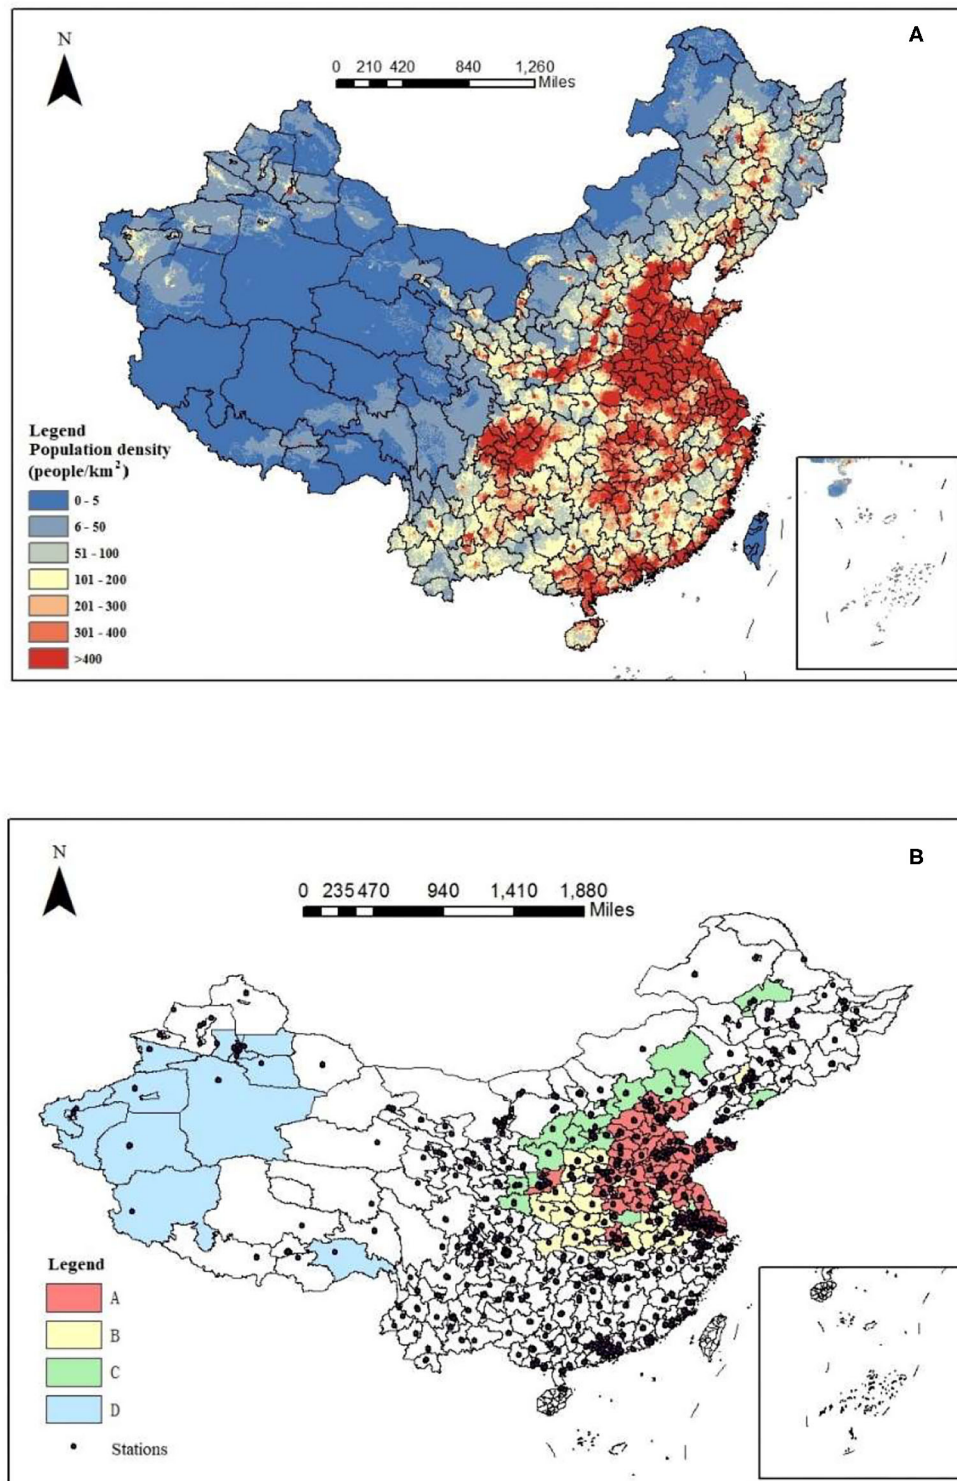 A
N
0 210 420 840 1,260
Miles
Legend
Population density
(people/km²)
0 - 5
6 - 50
51 - 100
101 - 200
201 - 300
301 - 400
>400
B
N
0 235 470 940 1,410 1,880
Miles
Legend
A
B
C
D
Stations